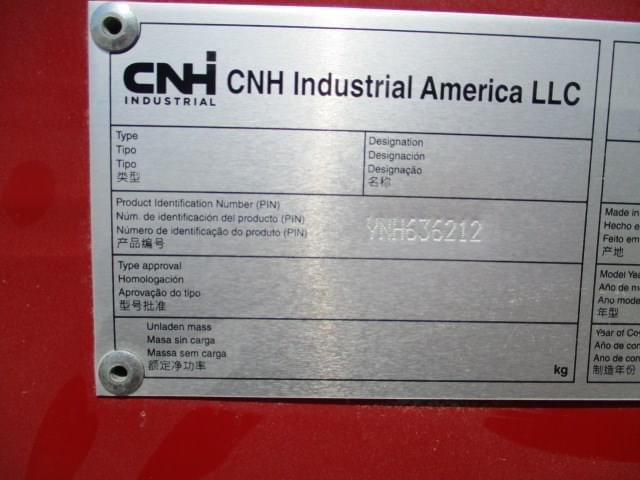 CNH INDUSTRIAL
CNH Industrial America LLC
Type
Tipo
Tipo
类型
Designation
Designación
Designação
名称
Product Identification Number (PIN)
Núm. de identificación del producto (PIN)
Número de identificação do produto (PIN)
产品编号
YNH636212
Type approval
Homologación
Aprovação do tipo
型号批准
Unladen mass
Masa sin carga
Massa sem carga
额定净功率
kg
Made in
Hecho e
Feito em
产地
Model Yea
Año de m
Ano mode
年型
Year of Co
Año de con
Ano de con
制造年份